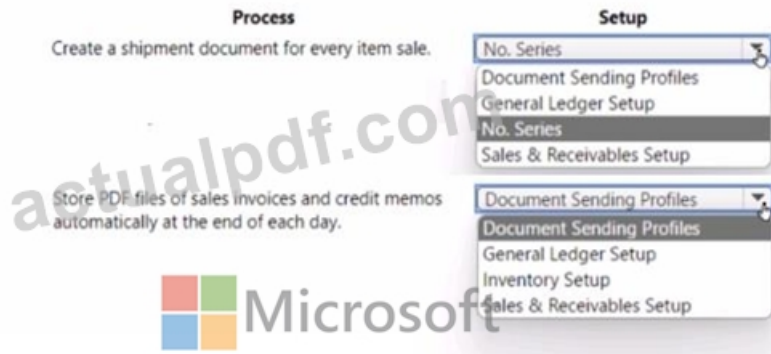 Process
Setup
Create a shipment document for every item sale.
No. Series
Document Sending Profiles
General Ledger Setup
No. Series
Sales & Receivables Setup
actualpdf.com
Store PDF files of sales invoices and credit memos
automatically at the end of each day.
Document Sending Profiles
Document Sending Profiles
General Ledger Setup
Inventory Setup
Sales & Receivables Setup
Microsoft